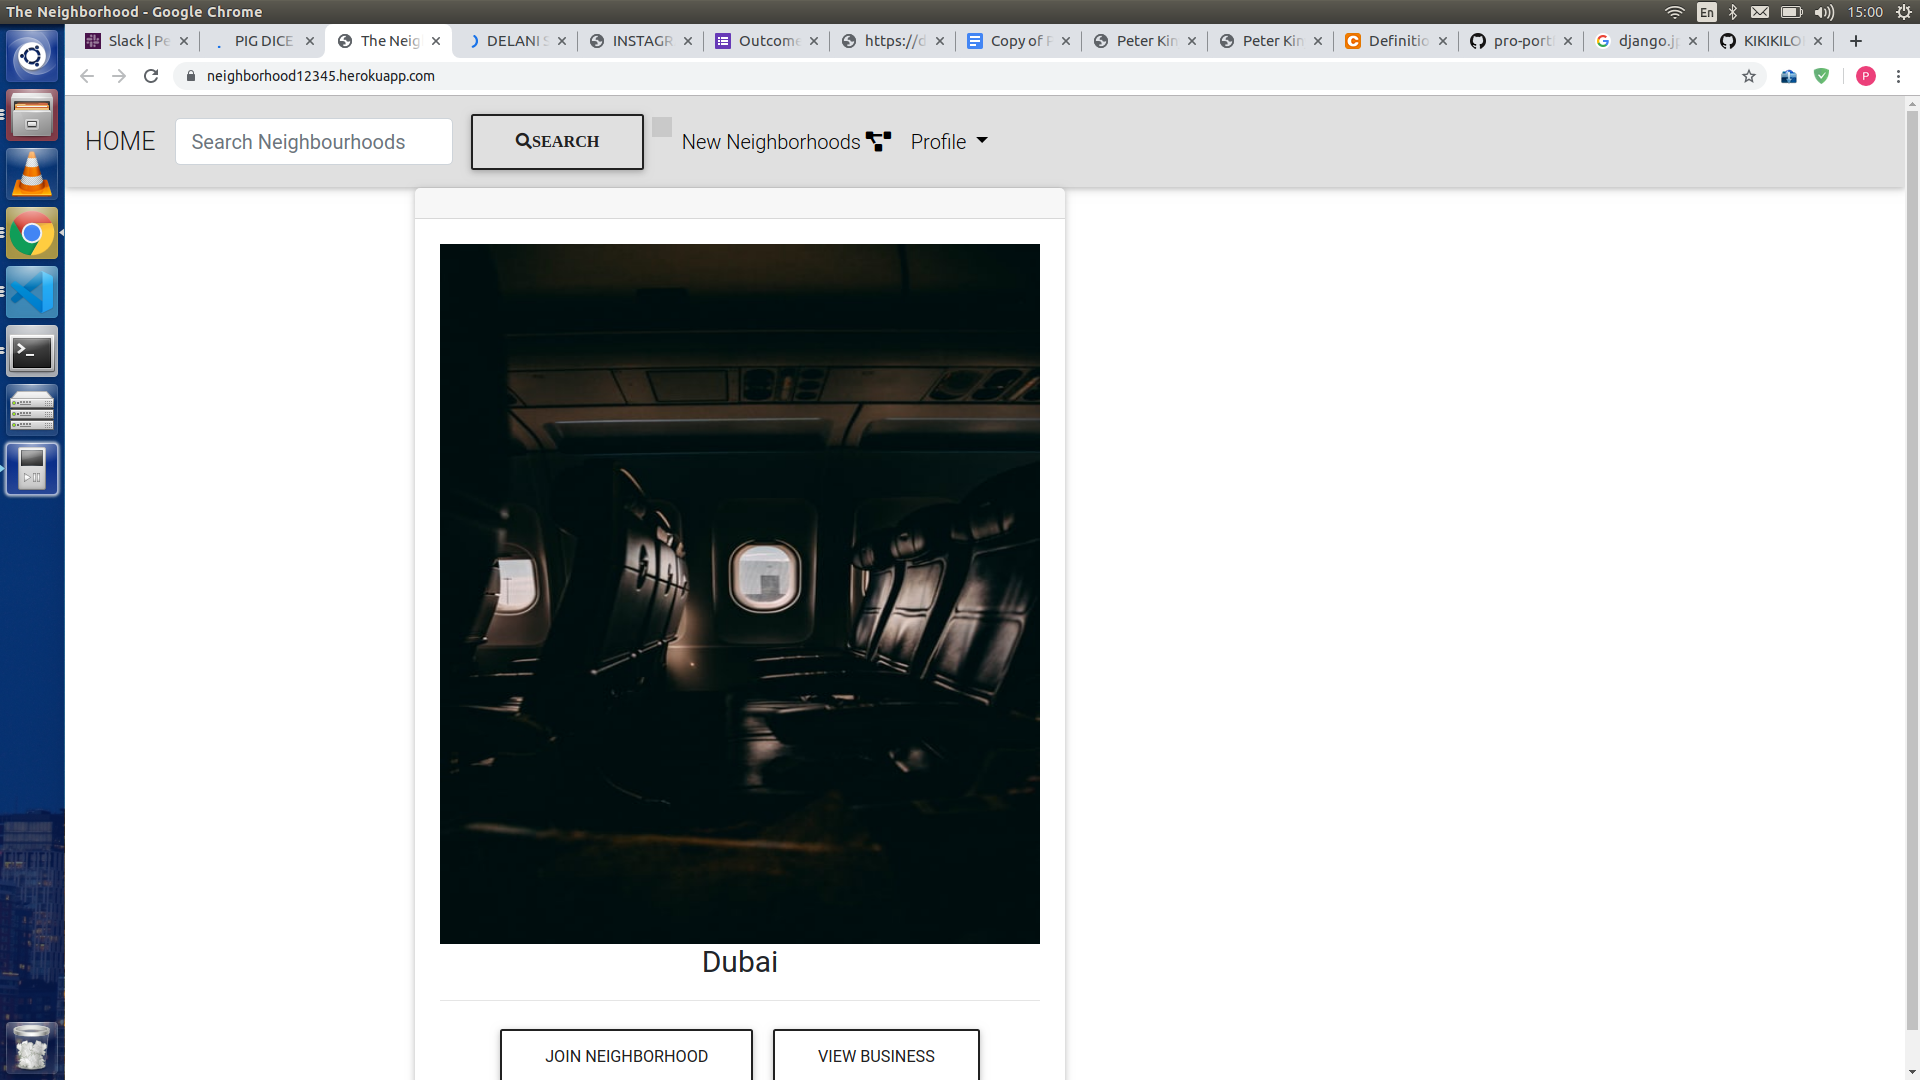 The Neighborhood - Google Chrome
En
15:00
Slack | Pe
PIG DICE
The Neig
DELANI S
INSTAGR
Outcome
https://d
Copy of P
Peter Kin
Peter Kin
Definitio
pro-portf
django.jp
KIKIKILO
neighborhood12345.herokuapp.com
P
HOME
Search Neighbourhoods
SEARCH
New Neighborhoods
Profile
Dubai
JOIN NEIGHBORHOOD
VIEW BUSINESS